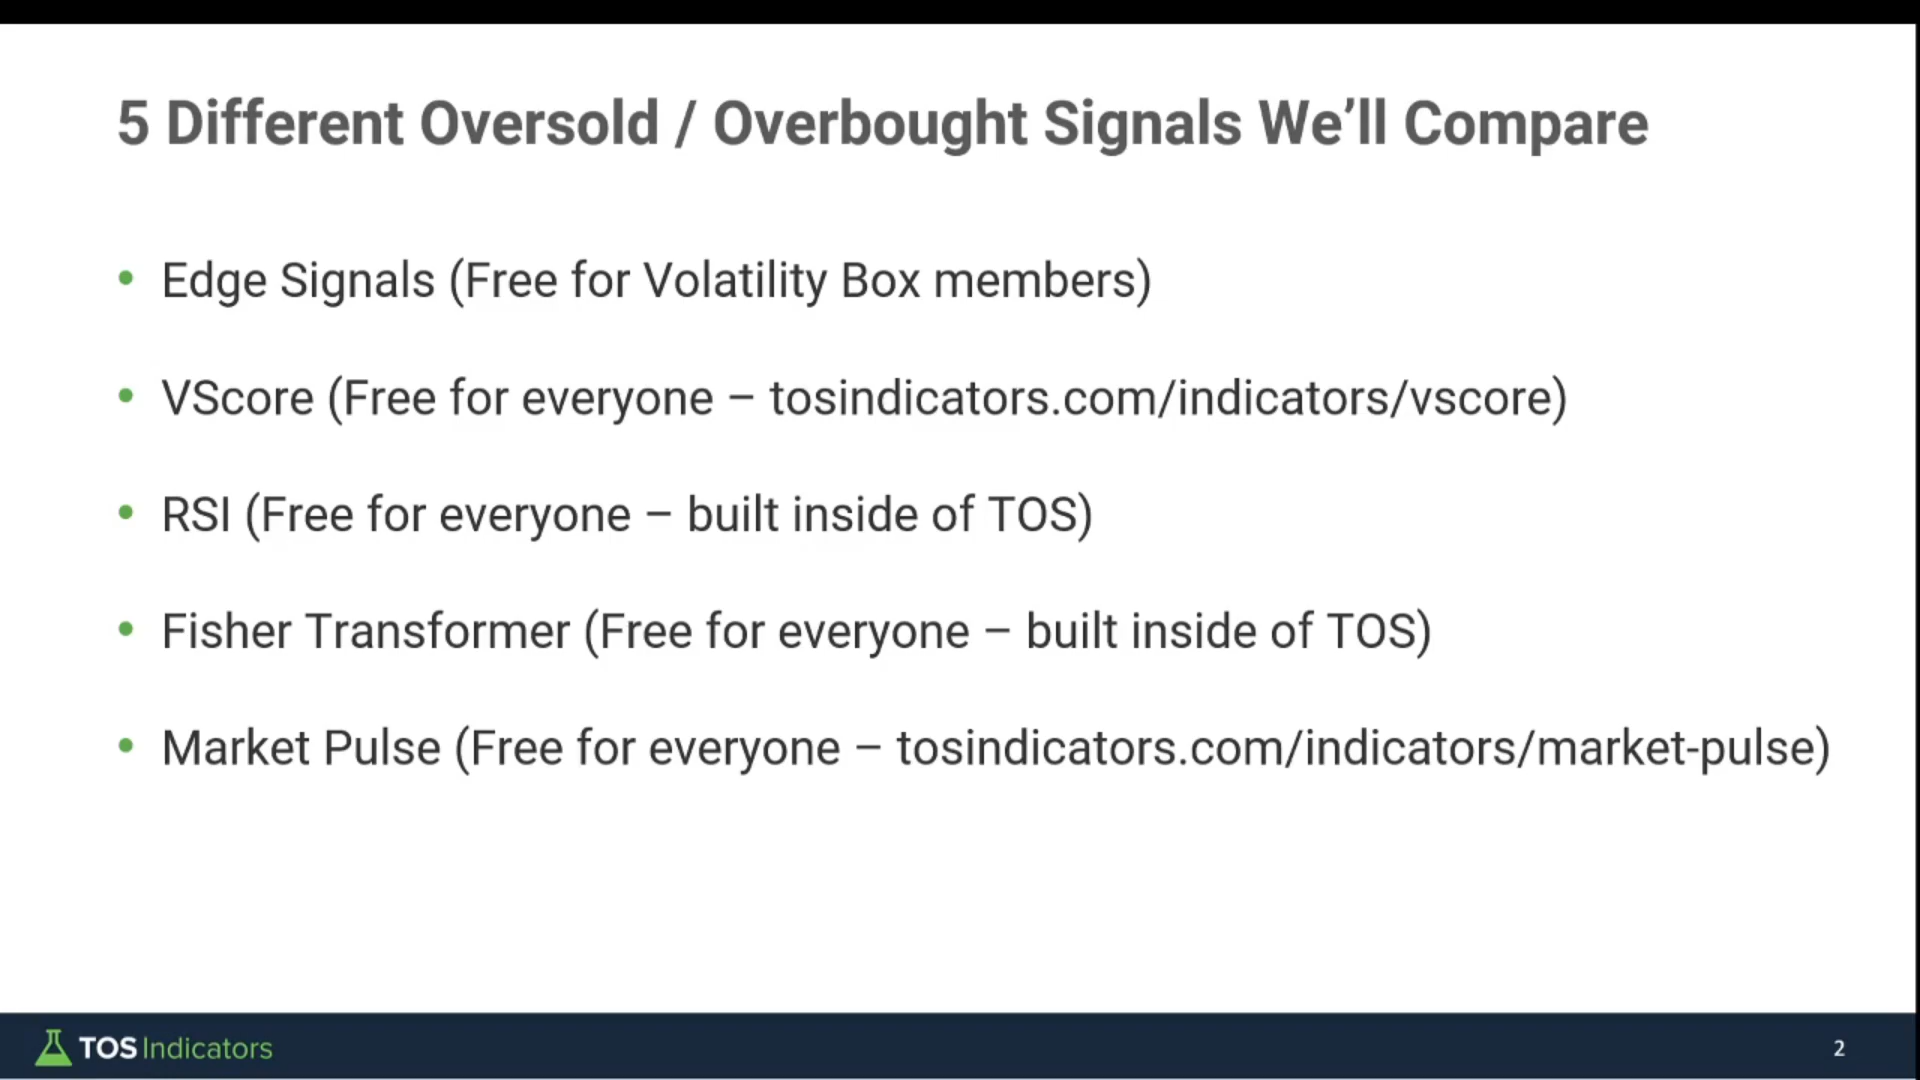 5 Different Oversold / Overbought Signals We’ll Compare
• Edge Signals (Free for Volatility Box members)
• VScore (Free for everyone – tosindicators.com/indicators/vscore)
• RSI (Free for everyone – built inside of TOS)
• Fisher Transformer (Free for everyone – built inside of TOS)
• Market Pulse (Free for everyone – tosindicators.com/indicators/market-pulse)
TOS Indicators
2